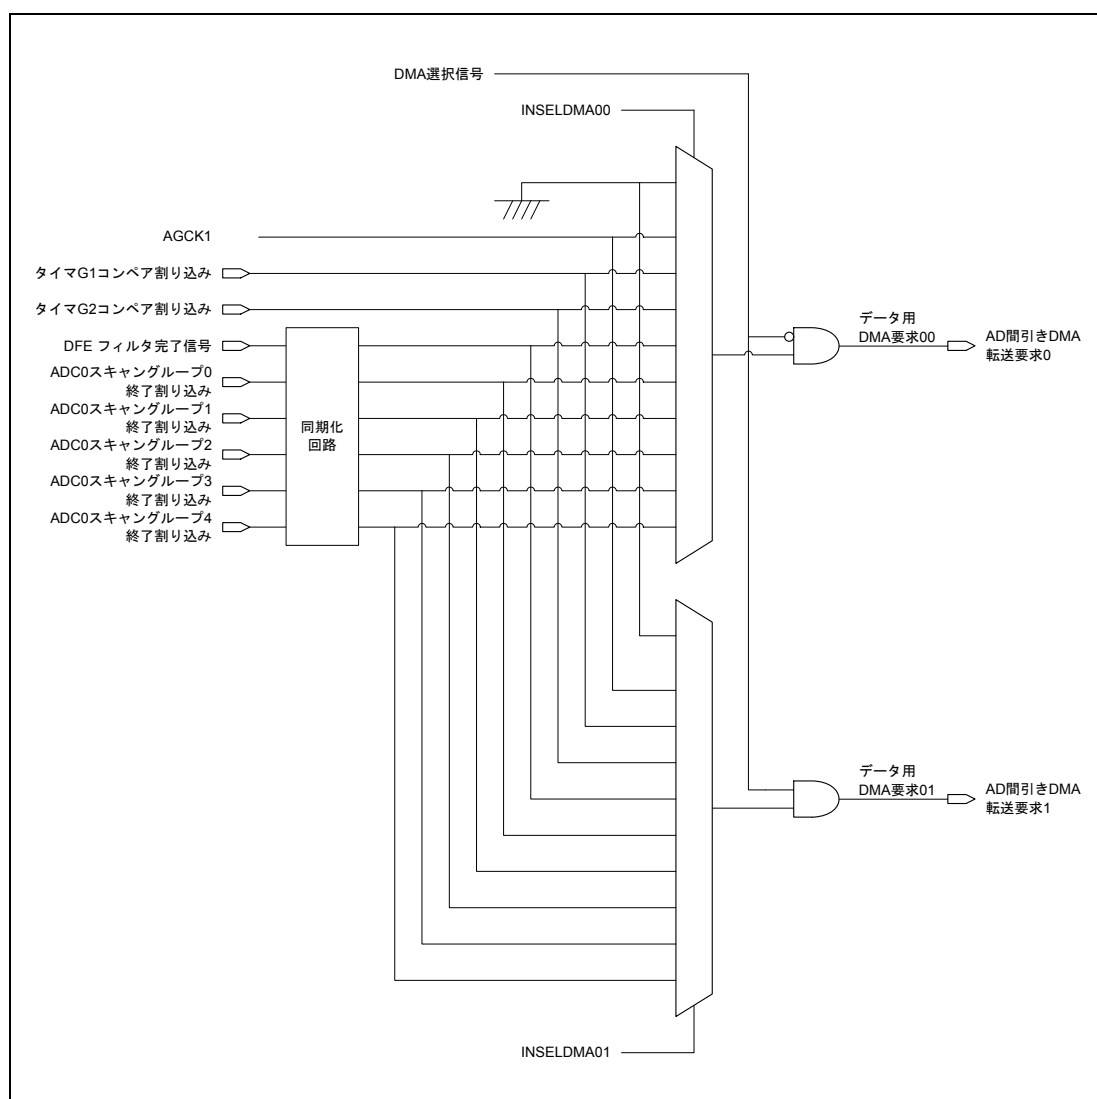 DMA選択信号
INSELDMA00
AGCK1
タイマG1コンペア割り込み
タイマG2コンペア割り込み
DFE フィルタ完了信号
ADC0スキャングループ0
終了割り込み
ADC0スキャングループ1
終了割り込み
ADC0スキャングループ2
終了割り込み
ADC0スキャングループ3
終了割り込み
ADC0スキャングループ4
終了割り込み
同期化
回路
データ用
DMA要求00
AD間引きDMA
転送要求0
データ用
DMA要求01
AD間引きDMA
転送要求1
INSELDMA01